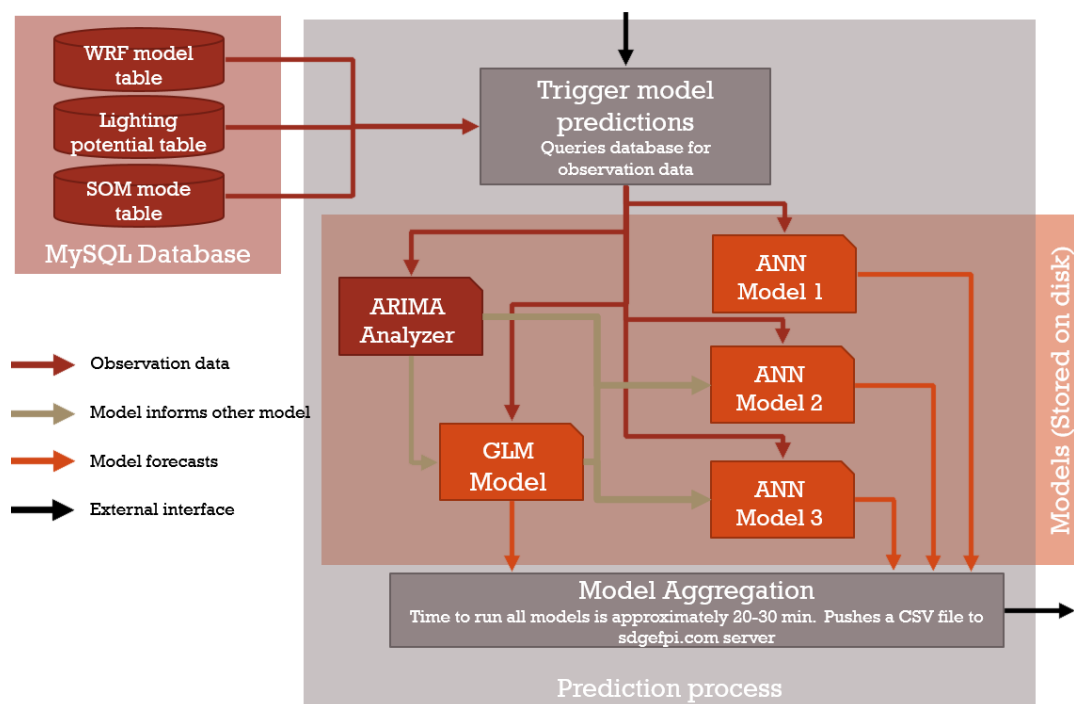 WRF model
table
Lighting
potential table
SOM mode
table
MySQL Database
Trigger model
predictions
Queries database for
observation data
ARIMA
Analyzer
ANN
Model 1
ANN
Model 2
GLM
Model
ANN
Model 3
Models (Stored on disk)
Observation data
Model informs other model
Model forecasts
External interface
Model Aggregation
Time to run all models is approximately 20-30 min. Pushes a CSV file to
sdgefpi.com server
Prediction process